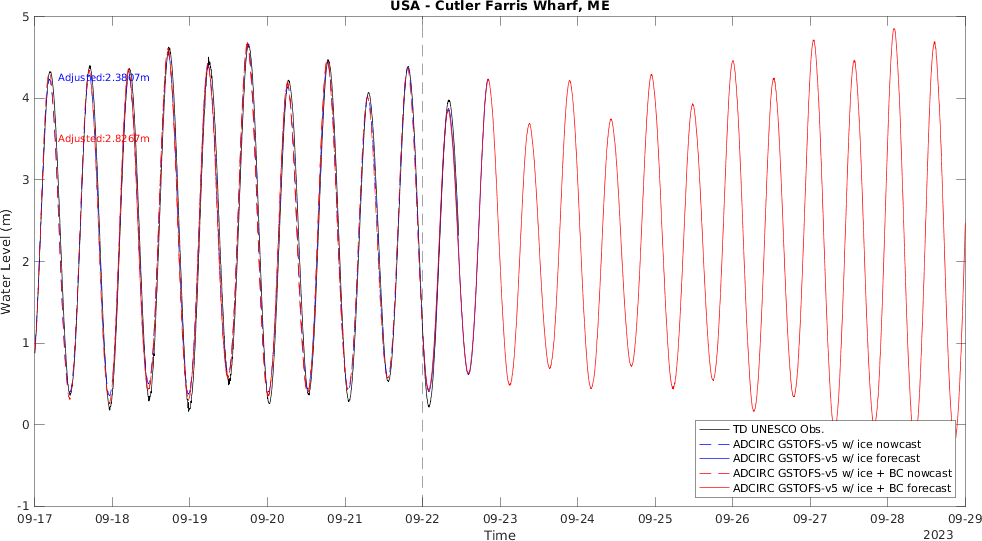 USA - Cutler Farris Wharf, ME
5
4
3
2
1
0
-1
Water Level (m)
Adjusted:2.3807m
Adjusted:2.8267m
TD UNESCO Obs.
ADCIRC GSTOFS-v5 w/ ice nowcast
ADCIRC GSTOFS-v5 w/ ice forecast
ADCIRC GSTOFS-v5 w/ ice + BC nowcast
ADCIRC GSTOFS-v5 w/ ice + BC forecast
09-17 09-18 09-19 09-20 09-21 09-22 09-23 09-24 09-25 09-26 09-27 09-28 09-29
Time
2023